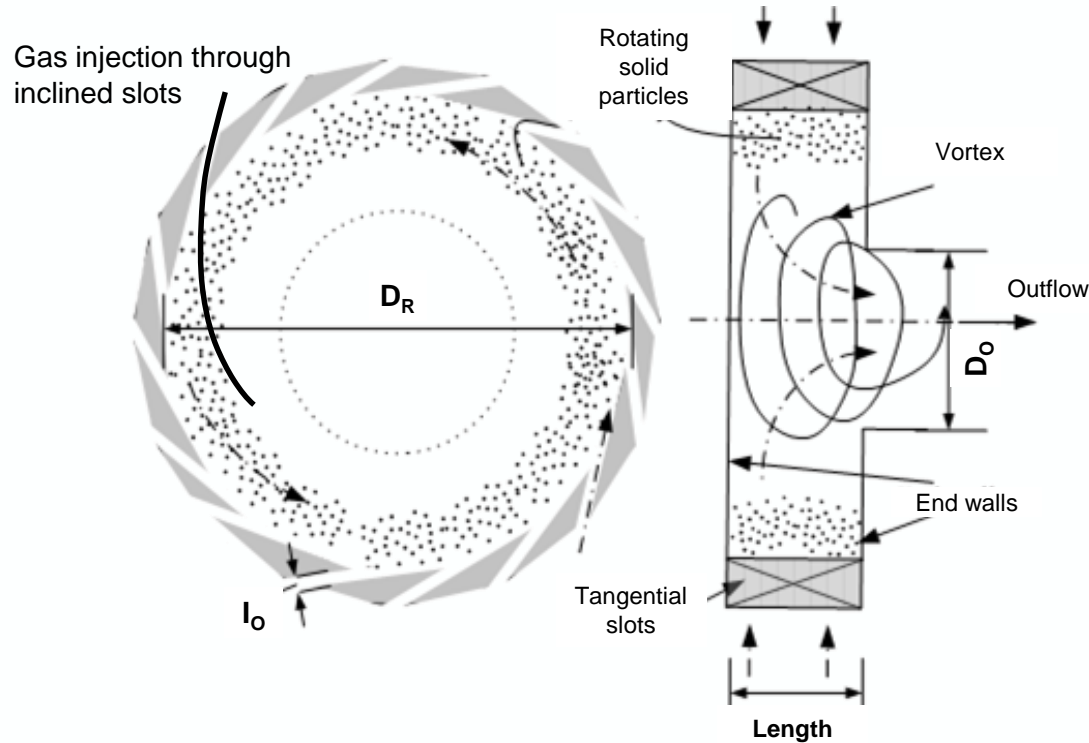 Gas injection through
inclined slots
Rotating
solid
particles
Vortex
D_R
Outflow
D_O
End walls
Tangential
slots
I_O
Length